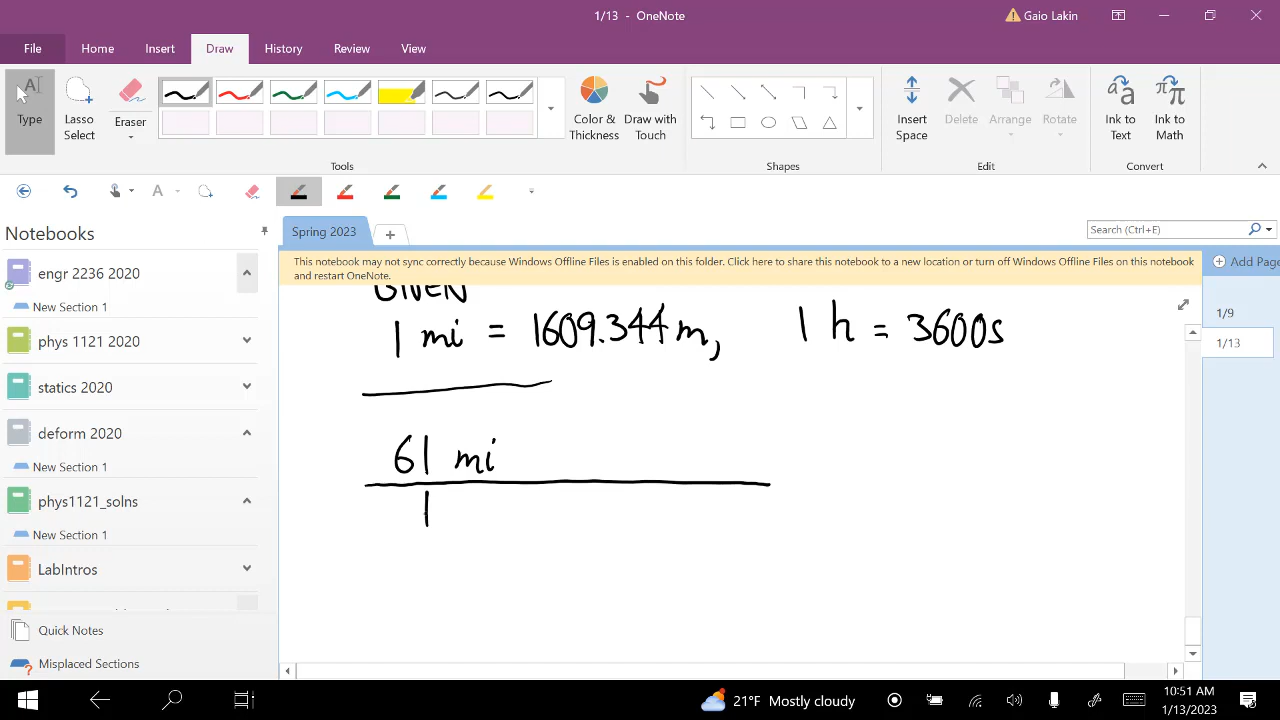 1/13 - OneNote
Gaio Lakin
File Home Insert Draw History Review View
Type
Lasso Select
Eraser
Color & Thickness
Draw with Touch
Insert Space
Delete
Arrange
Rotate
Ink to Text
Ink to Math
Tools
Shapes
Edit
Convert
Notebooks
Spring 2023
Search (Ctrl+E)
This notebook may not sync correctly because Windows Offline Files is enabled on this folder. Click here to share this notebook to a new location or turn off Windows Offline Files on this notebook
and restart OneNote.
Add Page
engr 2236 2020
New Section 1
phys 1121 2020
statics 2020
deform 2020
New Section 1
phys1121_solns
New Section 1
LabIntros
Quick Notes
Misplaced Sections
GIVEN
1 mi = 1609.344 m, 1 h = 3600s
61 mi
1
1/9
1/13
21°F Mostly cloudy
10:51 AM
1/13/2023